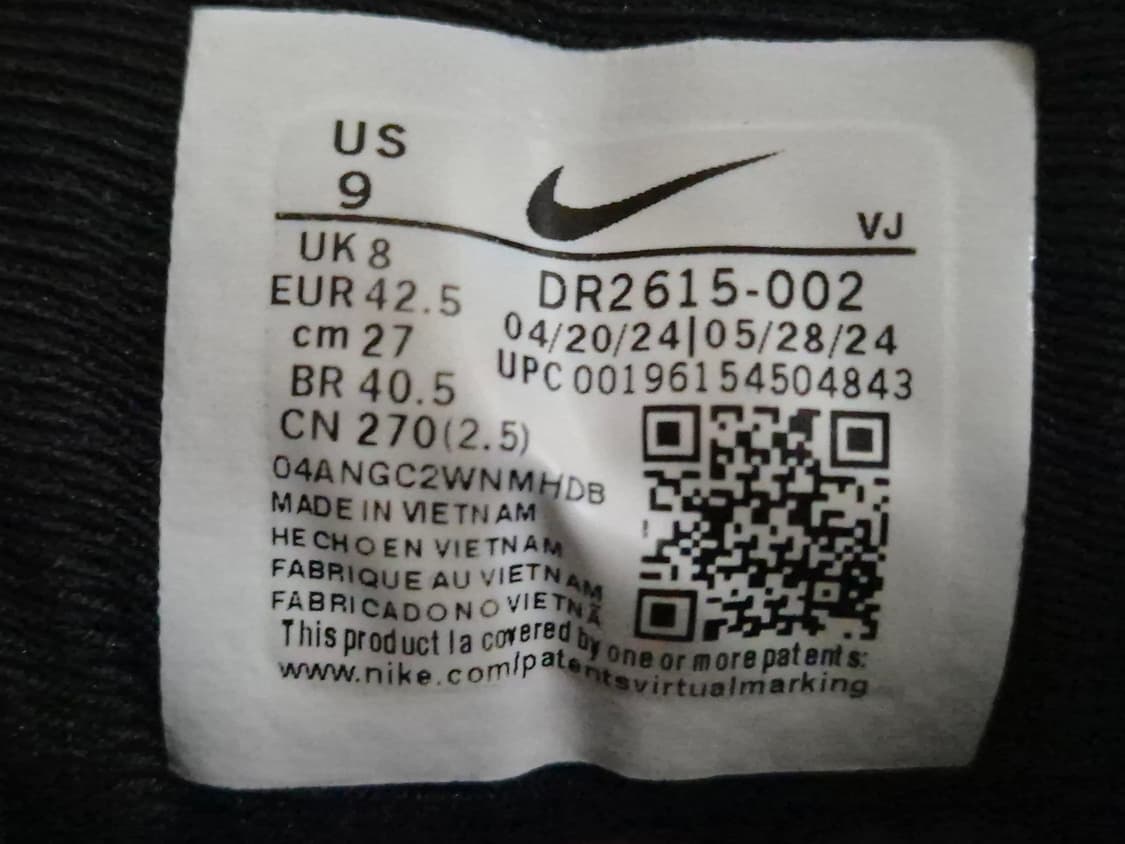 US
9
VJ
UK 8
EUR 42.5
cm 27
BR 40.5
CN 270(2.5)
DR2615-002
04/20/24|05/28/24
UPC 00196154504843
04ANGC2WNMHDB
MADE IN VIETNAM
HECHO EN VIETNAM
FABRIQUE AU VIETNAM
FABRICADO NO VIETNÃ
This product la covered by one or more patents:
www.nike.com/patentsvirtualmarking